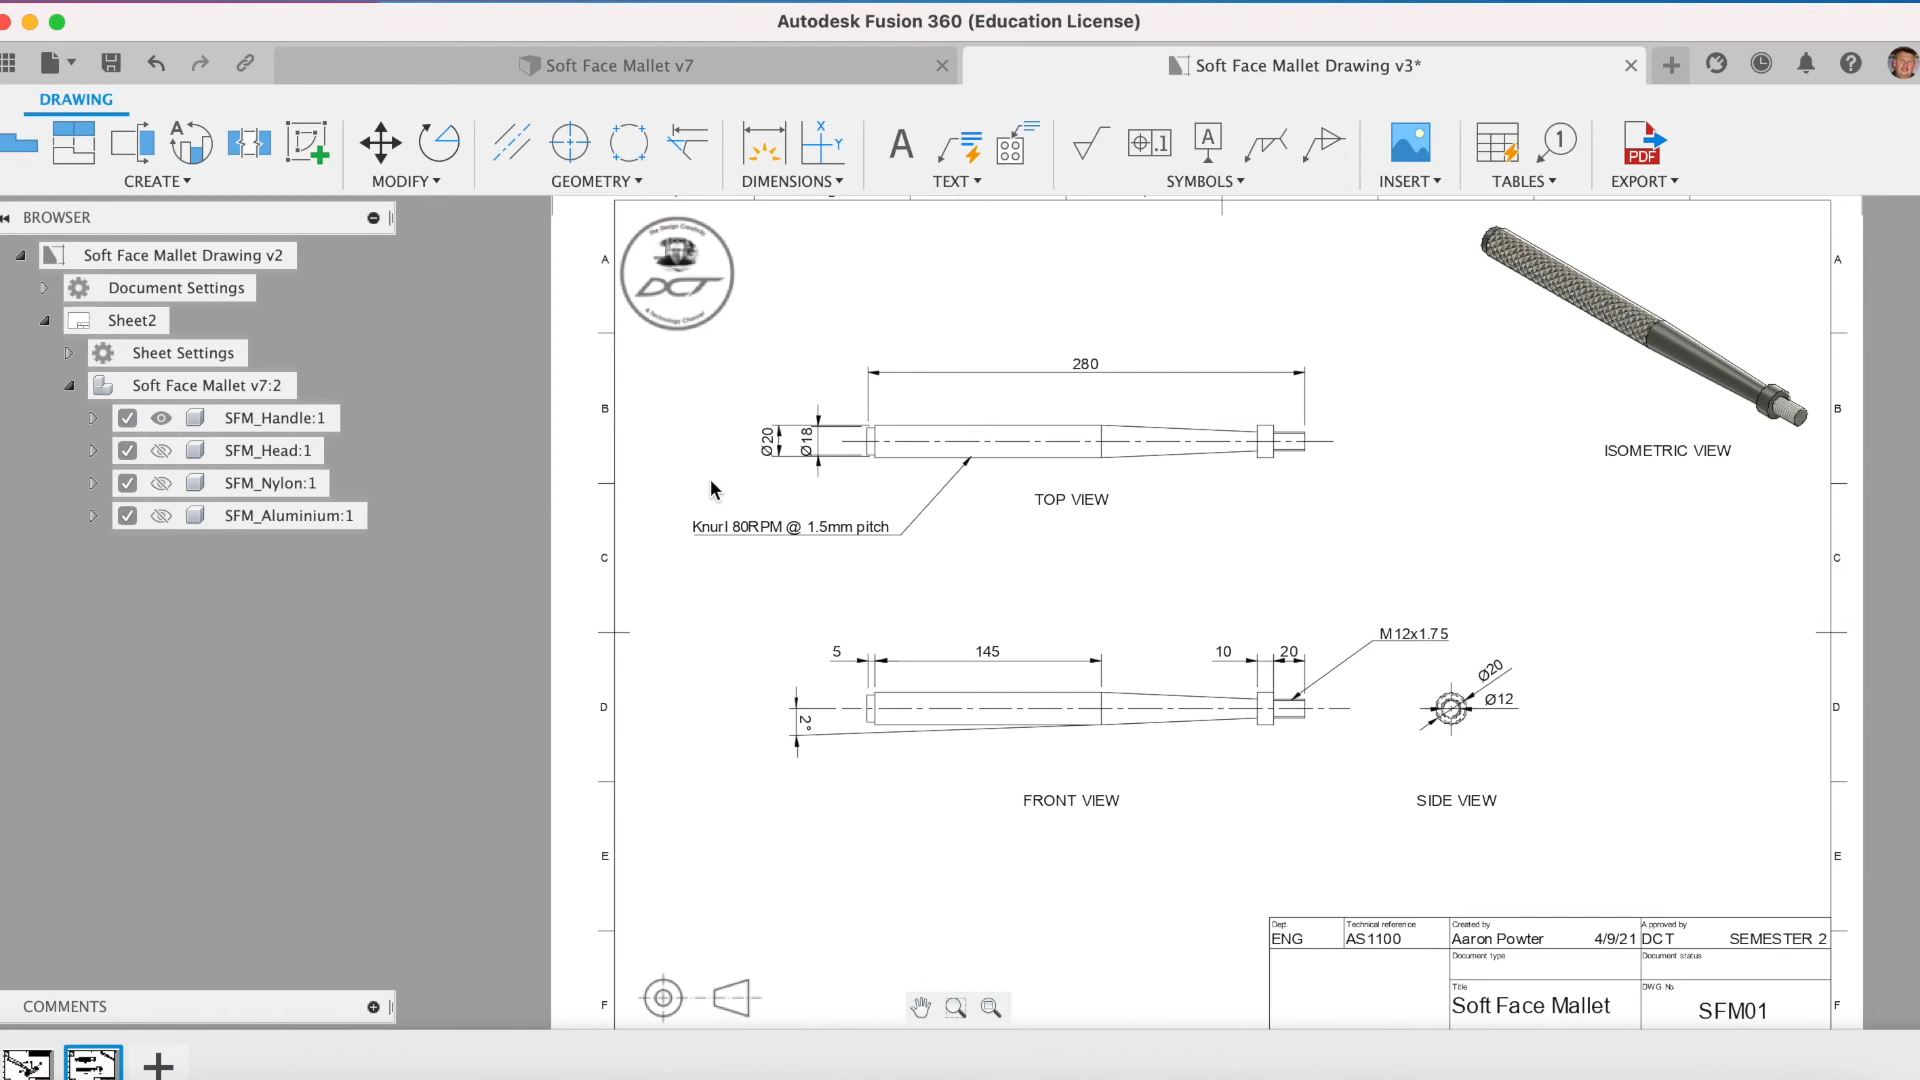 Autodesk Fusion 360 (Education License)
Soft Face Mallet v7
Soft Face Mallet Drawing v3*
DRAWING
CREATE
MODIFY
GEOMETRY
DIMENSIONS
TEXT
SYMBOLS
INSERT
TABLES
EXPORT
BROWSER
Soft Face Mallet Drawing v2
Document Settings
Sheet2
Sheet Settings
Soft Face Mallet v7:2
SFM_Handle:1
SFM_Head:1
SFM_Nylon:1
SFM_Aluminium:1
COMMENTS
A
B
C
D
E
F
A
B
C
D
E
F
The Design Creativity
DCT
A Technology Channel
280
Ø20
Ø18
TOP VIEW
Knurl 80RPM @ 1.5mm pitch
ISOMETRIC VIEW
M12x1.75
5
145
10
20
2°
Ø20
Ø12
FRONT VIEW
SIDE VIEW
Dept.
ENG
Technical reference
AS1100
Created by
Aaron Powter 4/9/21
Approved by
DCT SEMESTER 2
Document type
Document status
Title
Soft Face Mallet
DWG No.
SFM01
PDF